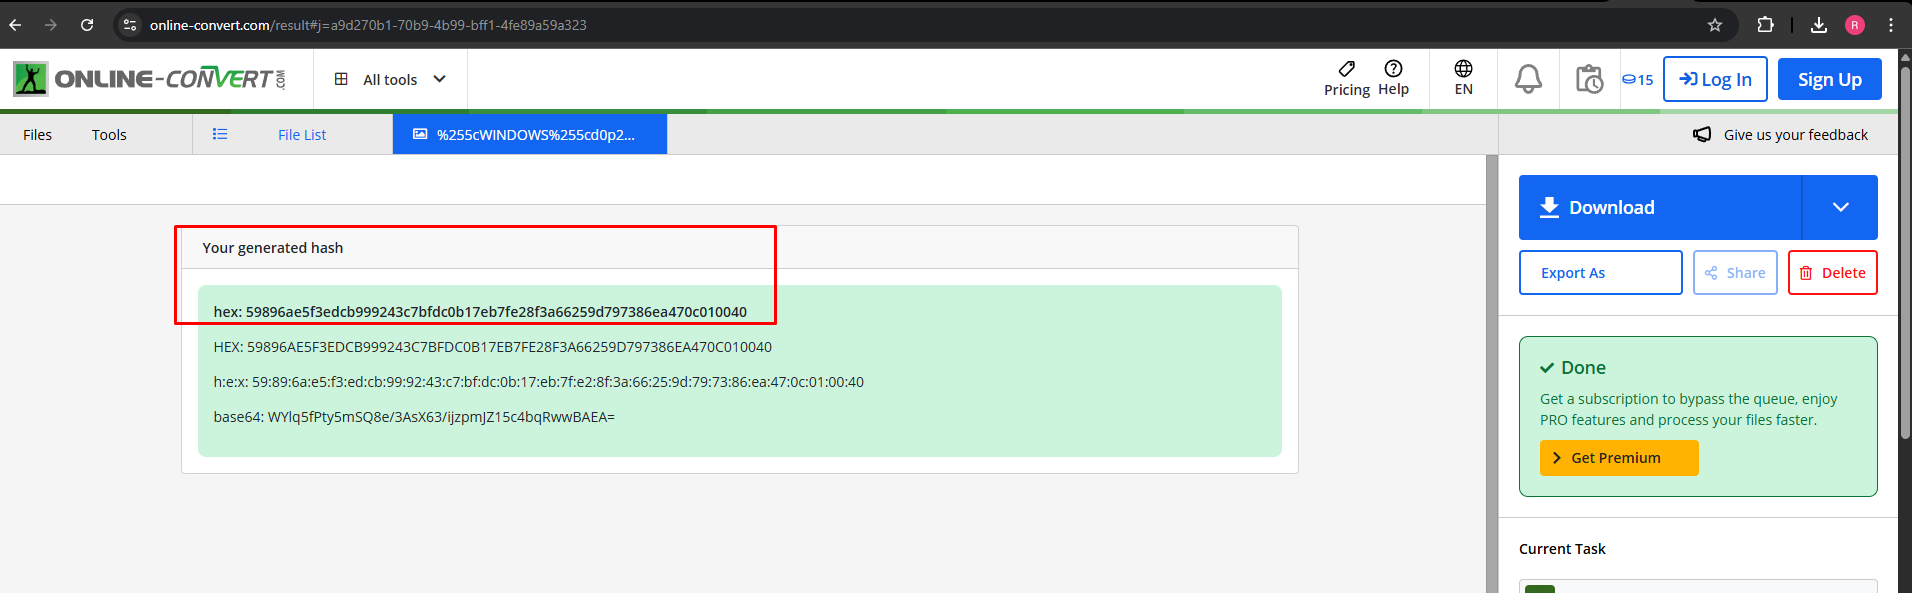 online-convert.com/result#j=a9d270b1-70b9-4b99-bff1-4fe89a59a323
R
ONLINE-CONVERT.COM
All tools
Pricing
Help
EN
15
Log In
Sign Up
Files
Tools
File List
%255cWINDOWS%255cd0p2...
Give us your feedback
Your generated hash
hex: 59896ae5f3edcb999243c7bfdc0b17eb7fe28f3a66259d797386ea470c010040
HEX: 59896AE5F3EDCB999243C7BFDC0B17EB7FE28F3A66259D797386EA470C010040
h:e:x: 59:89:6a:e5:f3:ed:cb:99:92:43:c7:bf:dc:0b:17:eb:7f:e2:8f:3a:66:25:9d:79:73:86:ea:47:0c:01:00:40
base64: WYlq5fPty5mSQ8e/3AsX63/ijzpmJZ15c4bqRwwBAEA=
Download
Export As
Share
Delete
Done
Get a subscription to bypass the queue, enjoy
PRO features and process your files faster.
Get Premium
Current Task